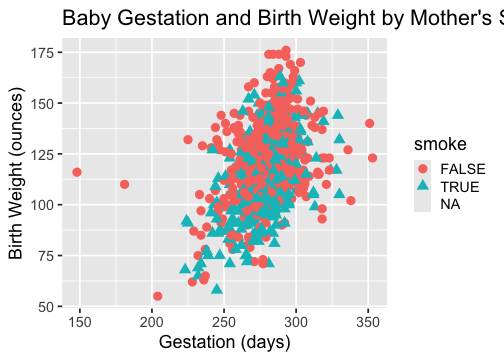 Baby Gestation and Birth Weight by Mother's S
175
150
125
100
75
50
Birth Weight (ounces)
150 200 250 300 350
Gestation (days)
smoke
FALSE
TRUE
NA